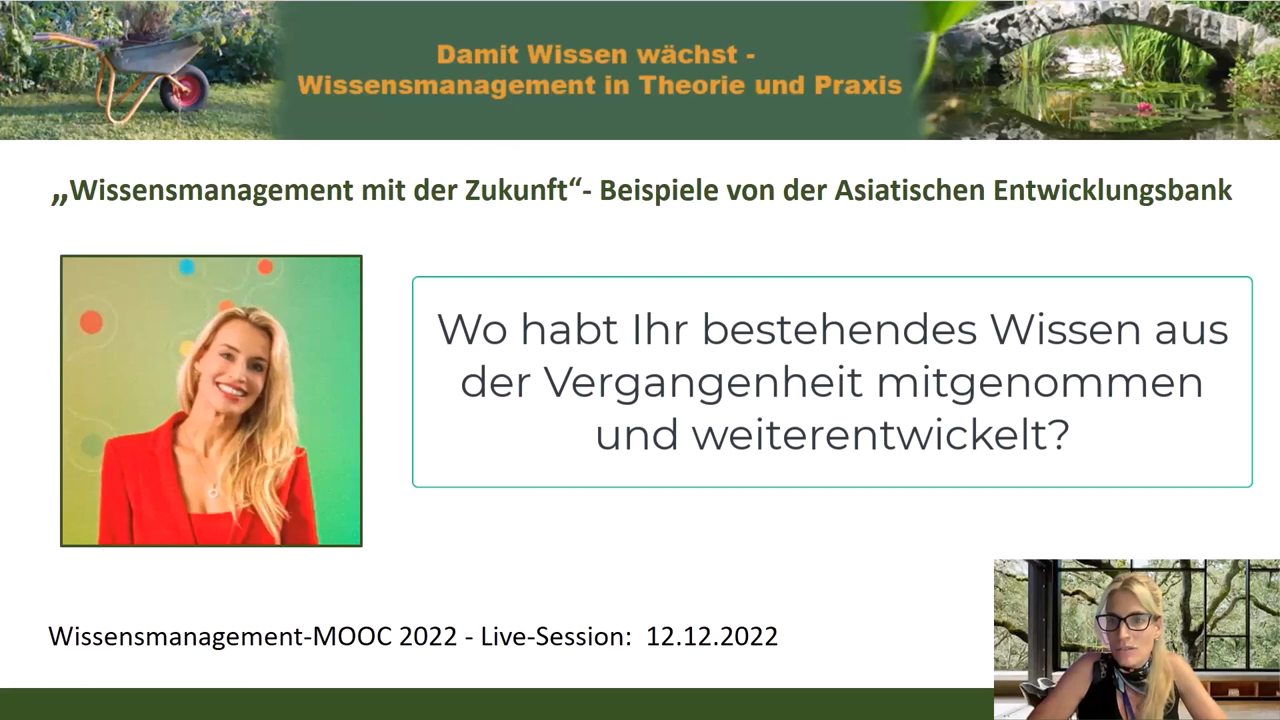 Damit Wissen wächst -
Wissensmanagement in Theorie und Praxis
„Wissensmanagement mit der Zukunft“- Beispiele von der Asiatischen Entwicklungsbank
Wo habt Ihr bestehendes Wissen aus
der Vergangenheit mitgenommen
und weiterentwickelt?
Wissensmanagement-MOOC 2022 - Live-Session: 12.12.2022